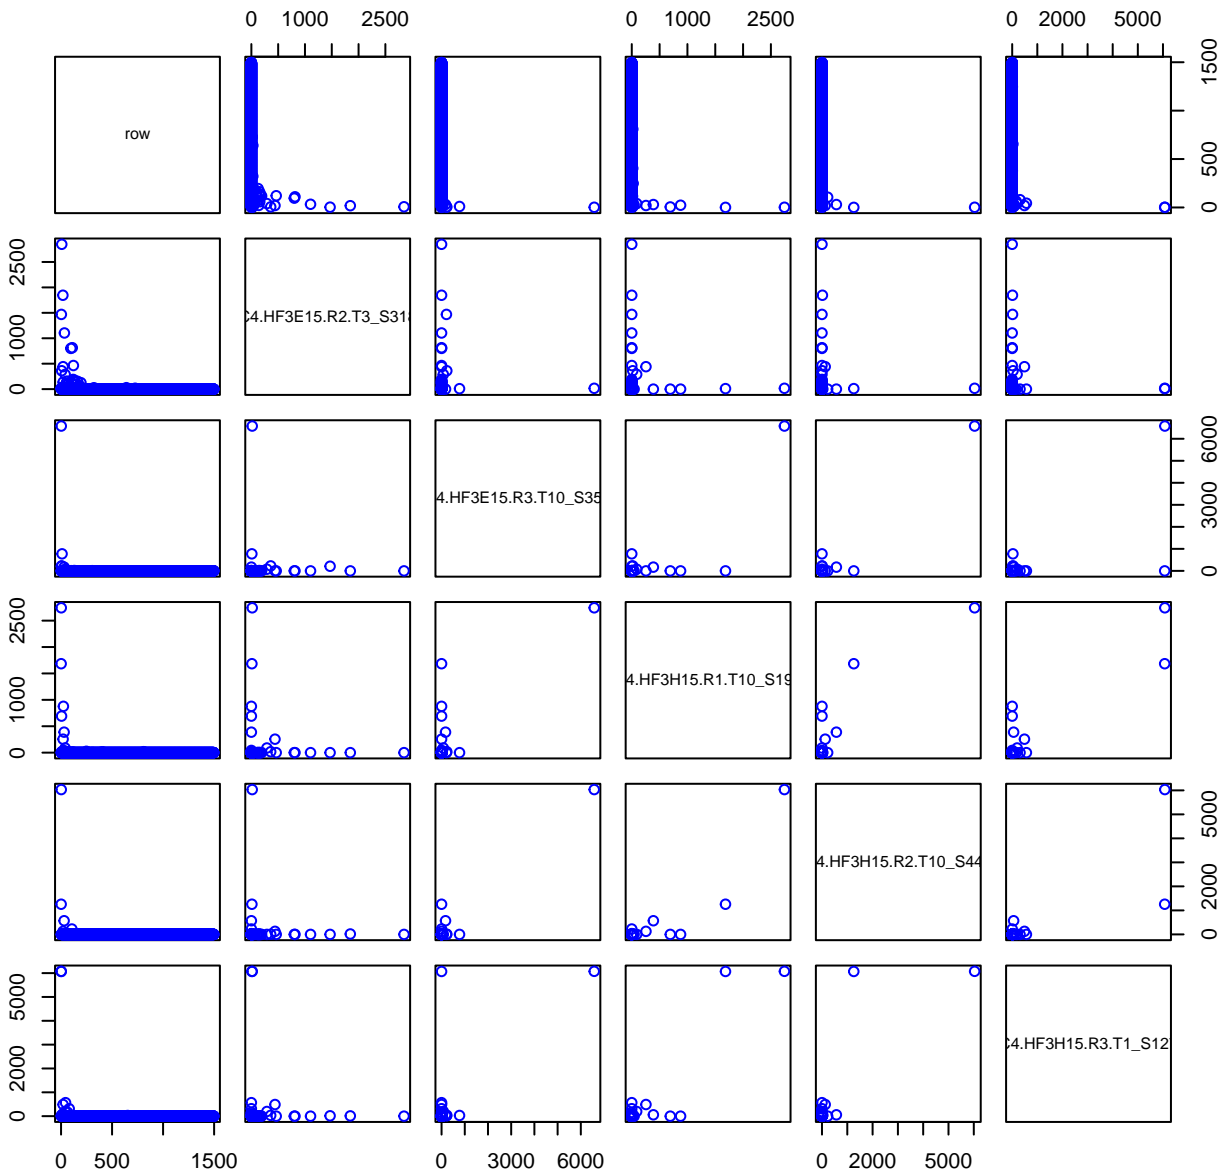 0 1000 2500 0 1000 2500 0 2000 5000
row
500 1500
0
C4.HF3E15.R2.T3_S318
0 1000 2500
4.HF3E15.R3.T10_S35
0 3000 6000
4.HF3H15.R1.T10_S19
0 1000 2500
4.HF3H15.R2.T10_S44
0 2000 5000
C4.HF3H15.R3.T1_S12
0 2000 5000
0 500 1500 0 3000 6000 0 2000 5000